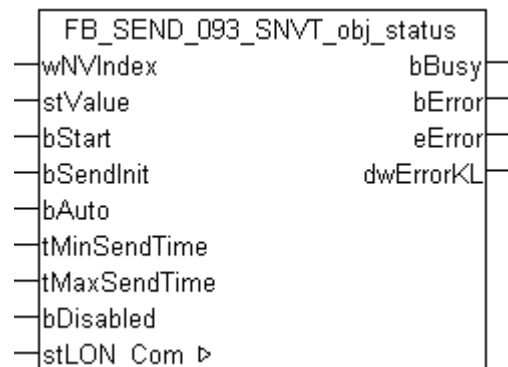 FB_SEND_093_SNVT_obj_status
wNVIndex bBusy
stValue bError
bStart eError
bSendInit dwErrorKL
bAuto
tMinSendTime
tMaxSendTime
bDisabled
stLON_Com ▷